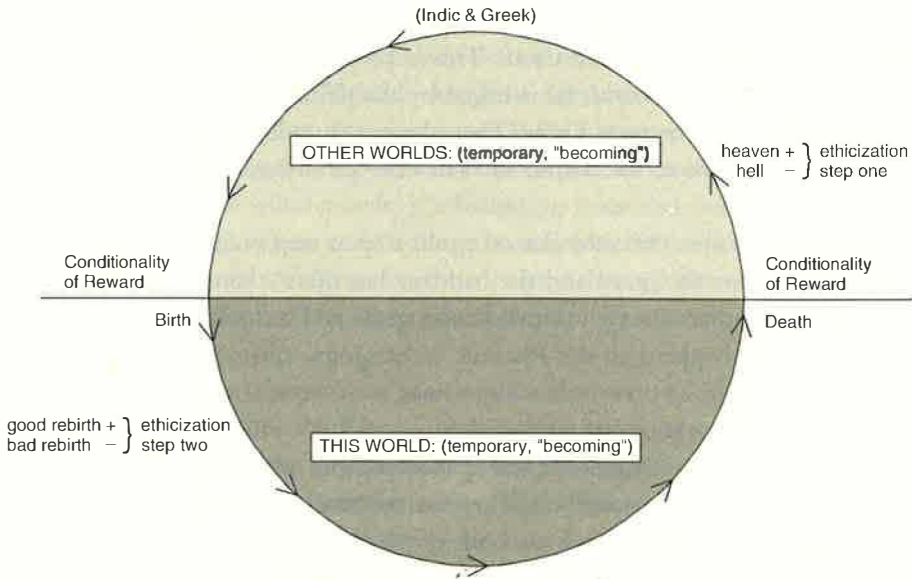 (Indic & Greek)
OTHER WORLDS: (temporary, "becoming")
heaven + } ethicization
hell – step one
Conditionality
of Reward
Conditionality
of Reward
Birth
Death
good rebirth + } ethicization
bad rebirth – step two
THIS WORLD: (temporary, "becoming")